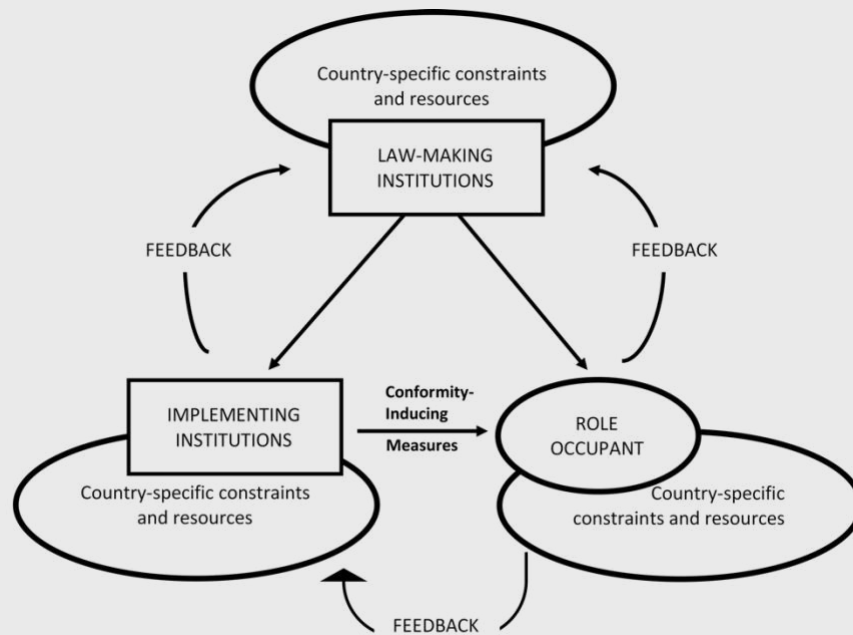 Country-specific constraints
and resources
LAW-MAKING
INSTITUTIONS
FEEDBACK
FEEDBACK
IMPLEMENTING
INSTITUTIONS
Conformity-
Inducing
Measures
ROLE
OCCUPANT
Country-specific constraints
and resources
Country-specific
constraints and resources
FEEDBACK